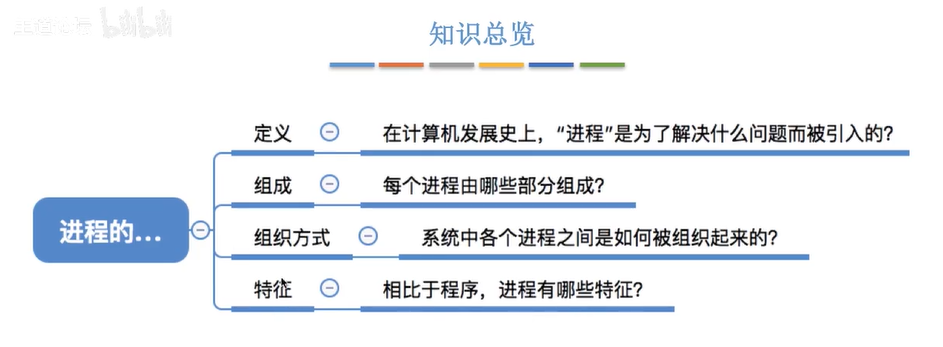 bilibili
知识总览
定义
在计算机发展史上，“进程”是为了解决什么问题而被引入的？
组成
每个进程由哪些部分组成？
进程的...
组织方式
系统中各个进程之间是如何被组织起来的？
特征
相比于程序，进程有哪些特征？